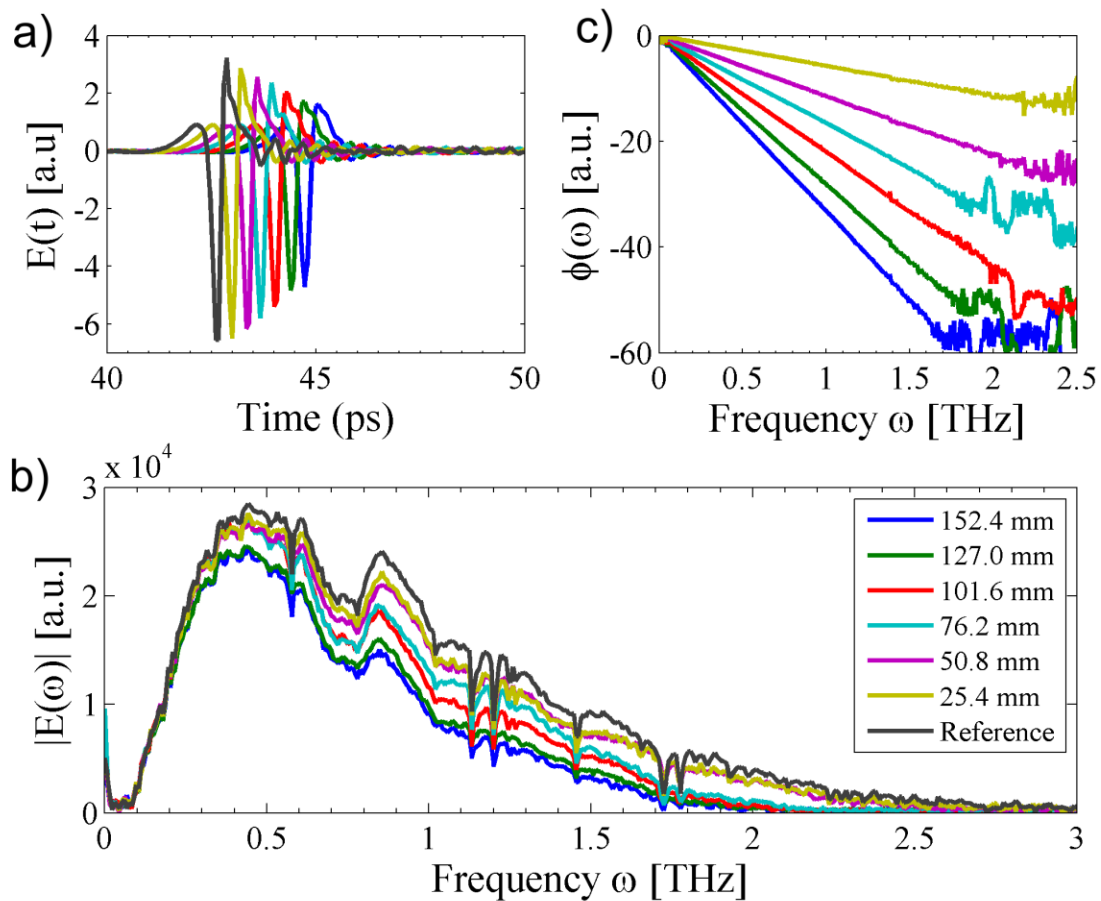 a)
4
2
0
-2
-4
-6
E(t) [a.u]
40
45
50
Time (ps)
c)
0
-20
-40
-60
ϕ(ω) [a.u.]
0
0.5
1
1.5
2
2.5
Frequency ω [THz]
b)
x 10⁴
3
2
1
0
|E(ω)| [a.u.]
0
0.5
1
1.5
2
2.5
3
Frequency ω [THz]
152.4 mm
127.0 mm
101.6 mm
76.2 mm
50.8 mm
25.4 mm
Reference